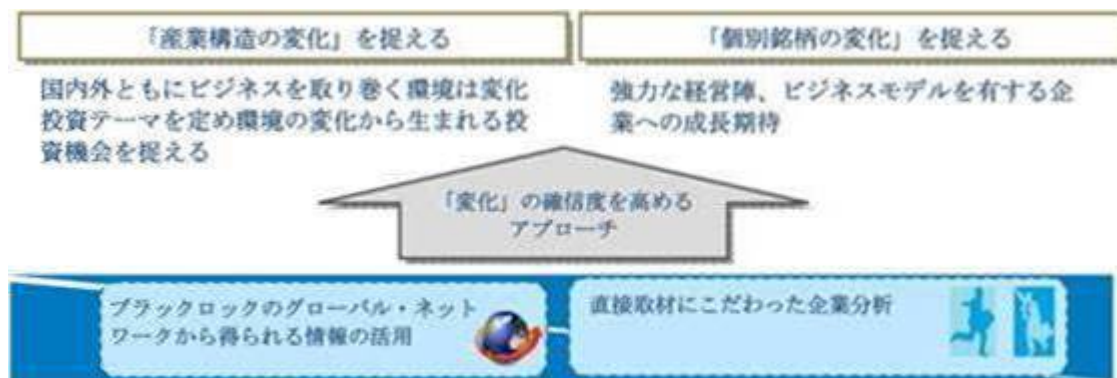 「産業構造の変化」を捉える
国内外ともにビジネスを取り巻く環境は変化
投資テーマを定め環境の変化から生まれる投
資機会を捉える
「個別銘柄の変化」を捉える
強力な経営陣、ビジネスモデルを有する企
業への成長期待
「変化」の確信度を高める
アプローチ
ブラックロックのグローバル・ネット
ワークから得られる情報の活用
直接取材にこだわった企業分析